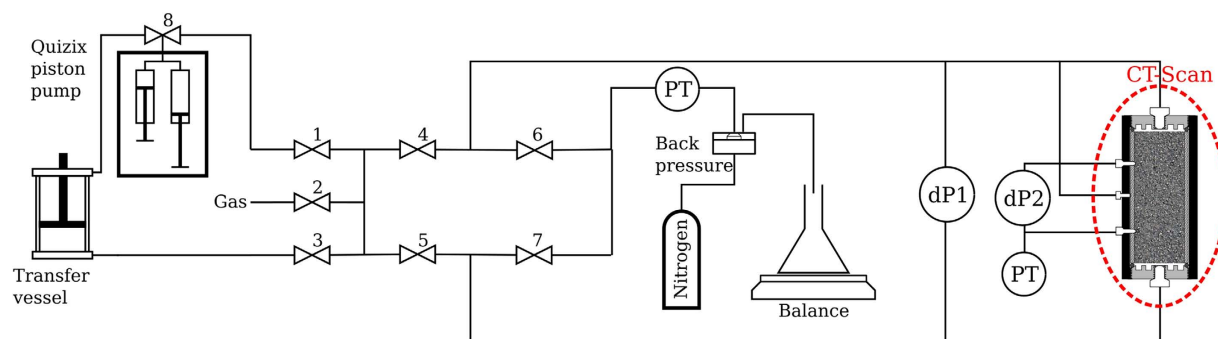 8
Quizix
piston
pump
CT-Scan
PT
1
4
6
Back
pressure
2
Gas
dP1
dP2
3
5
7
Nitrogen
PT
Transfer
vessel
Balance